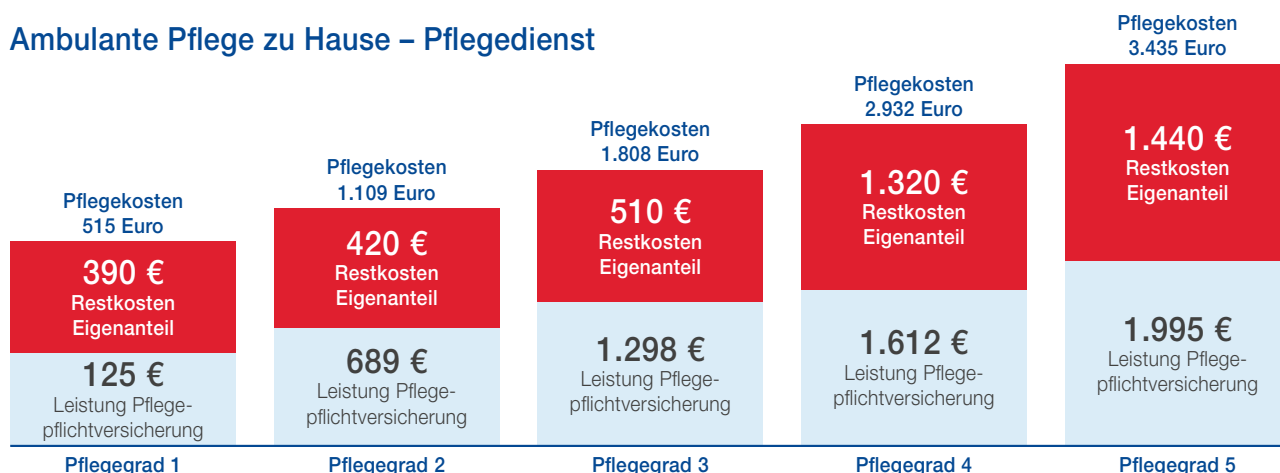 Ambulante Pflege zu Hause – Pflegedienst
Pflegekosten
515 Euro
390 €
Restkosten
Eigenanteil
125 €
Leistung Pflege-
pflichtversicherung
Pflegegrad 1
Pflegekosten
1.109 Euro
420 €
Restkosten
Eigenanteil
689 €
Leistung Pflege-
pflichtversicherung
Pflegegrad 2
Pflegekosten
1.808 Euro
510 €
Restkosten
Eigenanteil
1.298 €
Leistung Pflege-
pflichtversicherung
Pflegegrad 3
Pflegekosten
2.932 Euro
1.320 €
Restkosten
Eigenanteil
1.612 €
Leistung Pflege-
pflichtversicherung
Pflegegrad 4
Pflegekosten
3.435 Euro
1.440 €
Restkosten
Eigenanteil
1.995 €
Leistung Pflege-
pflichtversicherung
Pflegegrad 5